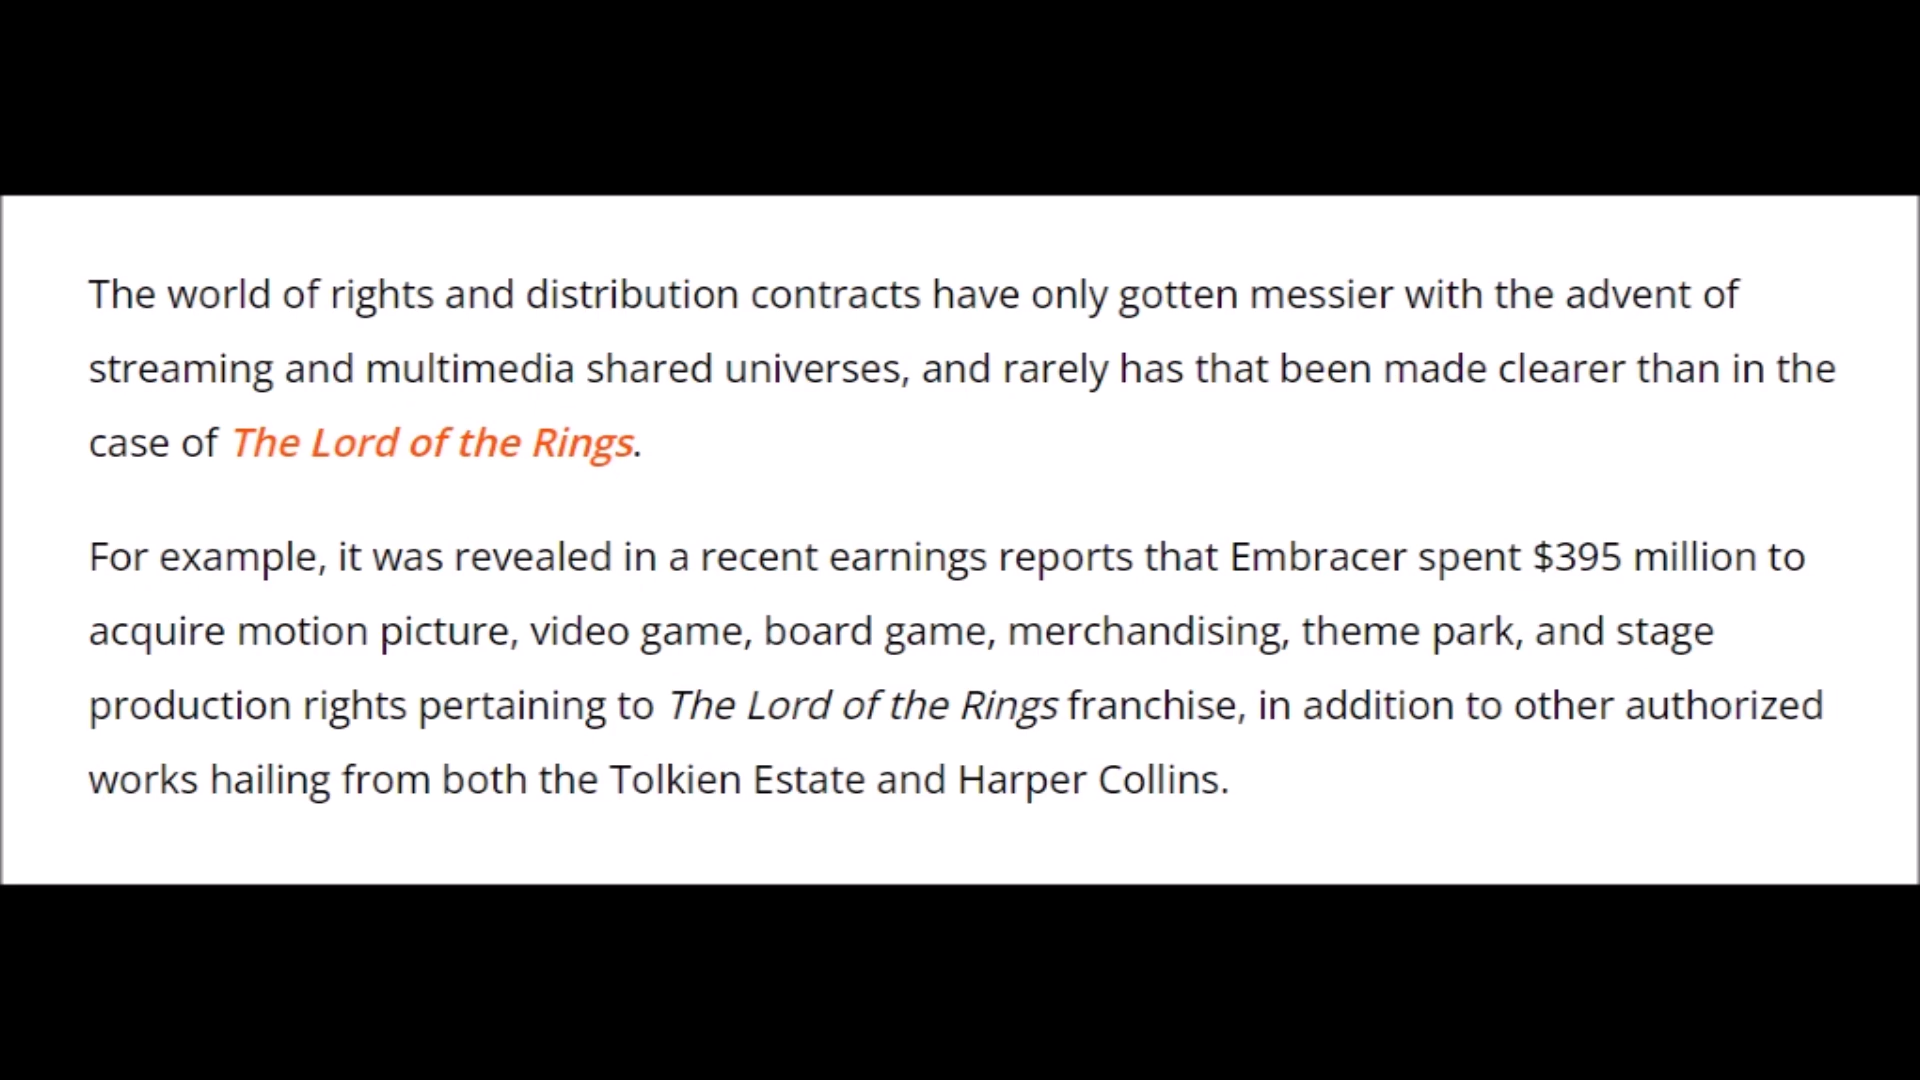 The world of rights and distribution contracts have only gotten messier with the advent of
streaming and multimedia shared universes, and rarely has that been made clearer than in the
case of The Lord of the Rings.
For example, it was revealed in a recent earnings reports that Embracer spent $395 million to
acquire motion picture, video game, board game, merchandising, theme park, and stage
production rights pertaining to The Lord of the Rings franchise, in addition to other authorized
works hailing from both the Tolkien Estate and Harper Collins.